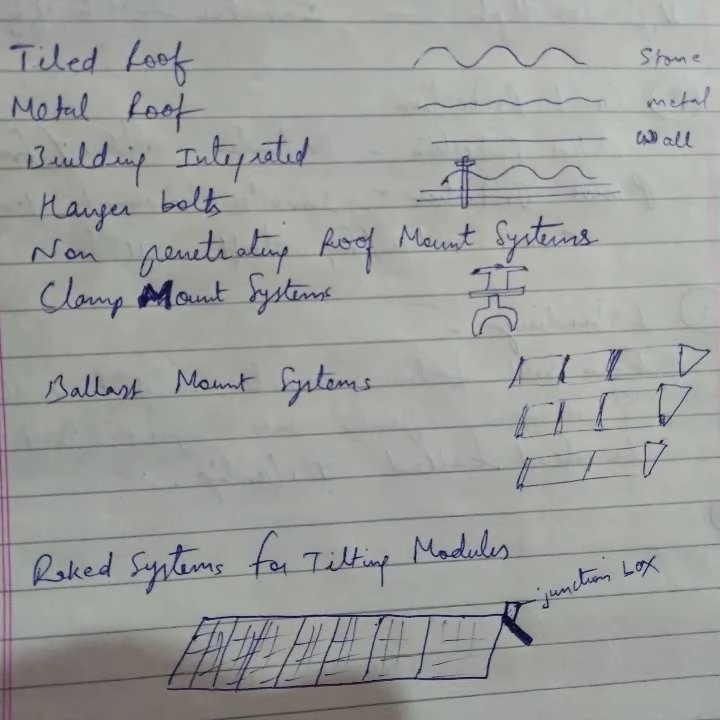 Tiled Roof Stone
Metal Roof metal
Building Integrated Wall
Hanger bolts
Non penetrating Roof Mount Systems
Clamp Mount Systems
Ballast Mount Systems
Raked Systems for Tilting Modules
junction box